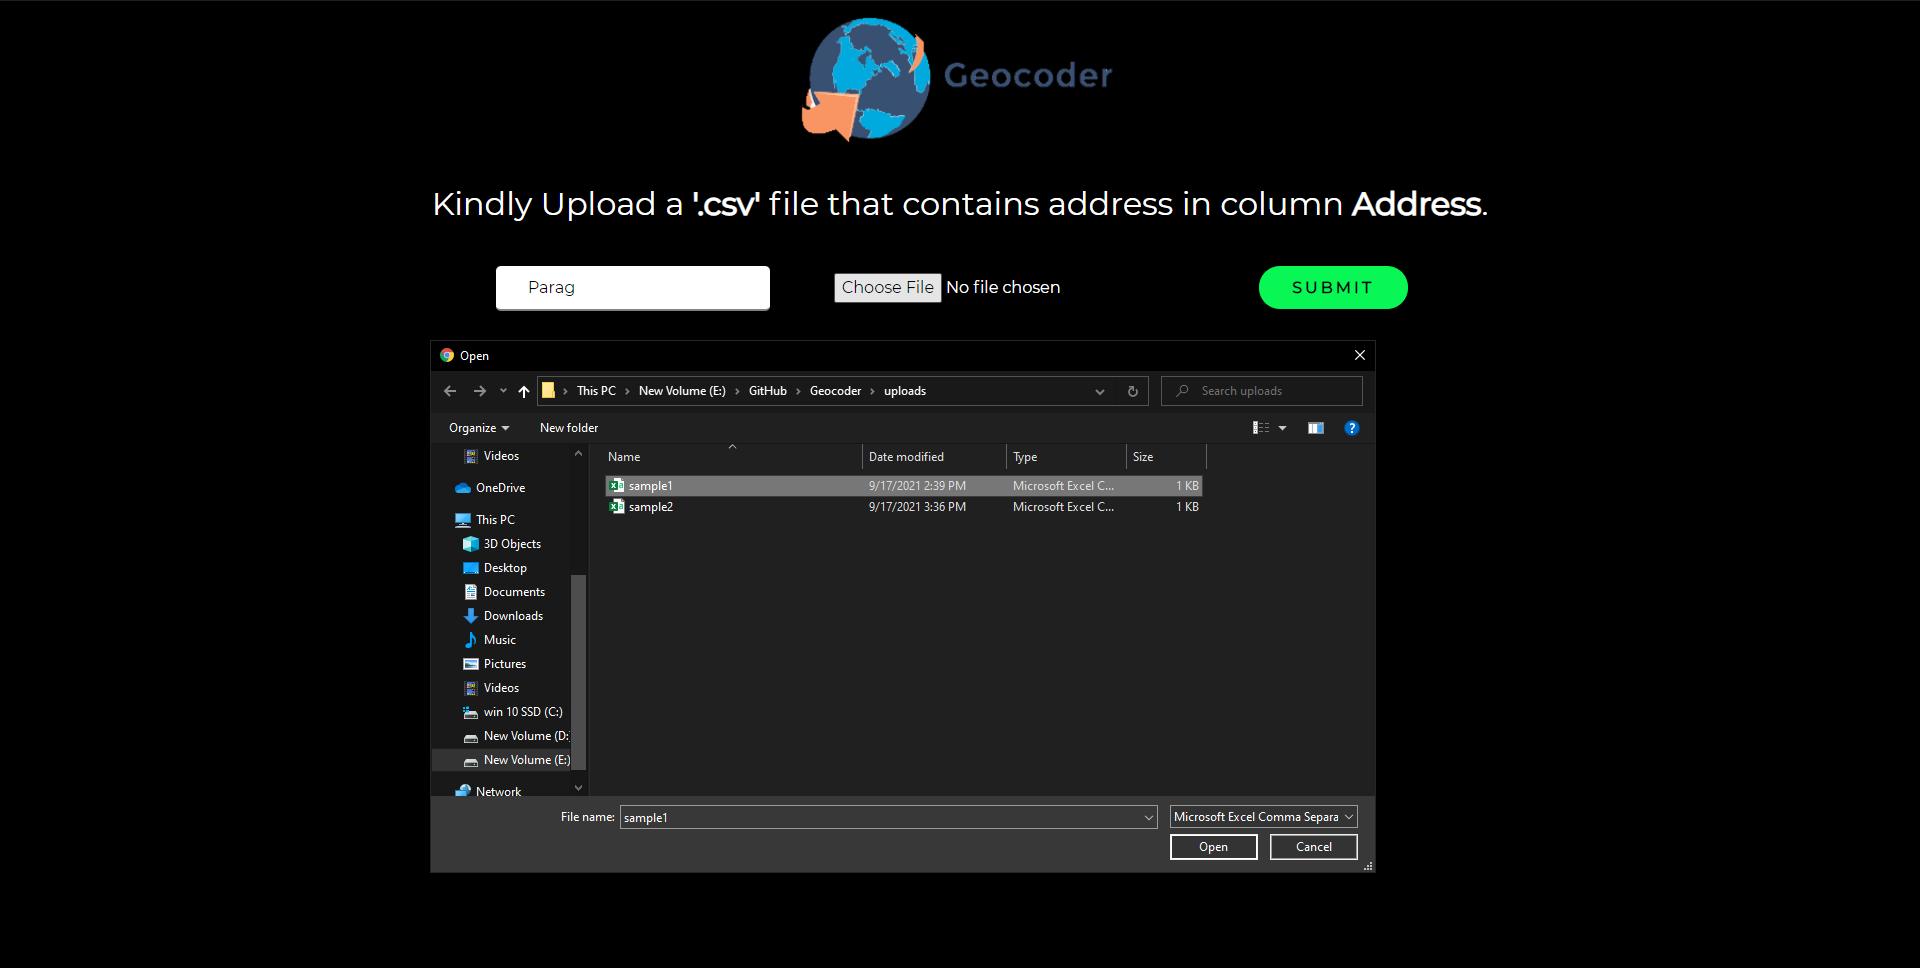 Geocoder
Kindly Upload a '.csv' file that contains address in column Address.
Parag
Choose File No file chosen
SUBMIT
Open
This PC › New Volume (E:) › GitHub › Geocoder › uploads
Search uploads
Organize
New folder
Videos
OneDrive
This PC
3D Objects
Desktop
Documents
Downloads
Music
Pictures
Videos
win 10 SSD (C:)
New Volume (D:
New Volume (E:)
Network
Name Date modified Type Size
sample1 9/17/2021 2:39 PM Microsoft Excel C... 1 KB
sample2 9/17/2021 3:36 PM Microsoft Excel C... 1 KB
File name: sample1
Microsoft Excel Comma Separa
Open
Cancel